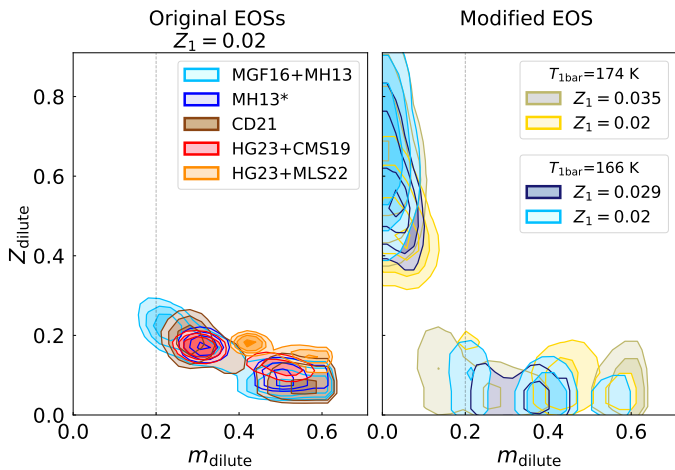 Original EOSs
Z₁ = 0.02
Modified EOS
MGF16+MH13
MH13*
CD21
HG23+CMS19
HG23+MLS22
T₁bar=174 K
Z₁ = 0.035
Z₁ = 0.02
T₁bar=166 K
Z₁ = 0.029
Z₁ = 0.02
Z_dilute
0.8
0.6
0.4
0.2
0.0
0.0 0.2 0.4 0.6
0.0 0.2 0.4 0.6
m_dilute
m_dilute